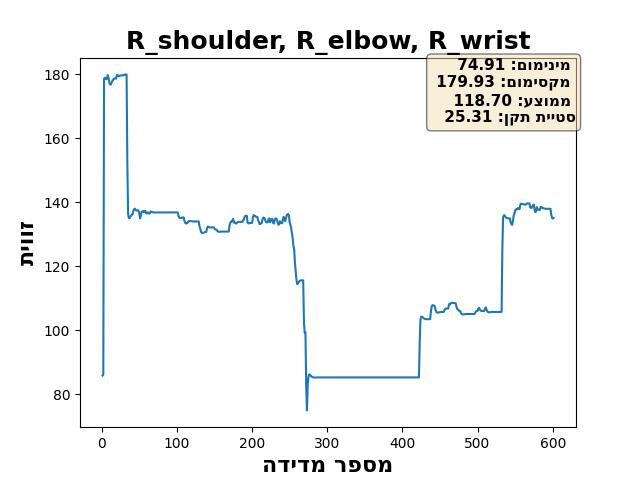 R_shoulder, R_elbow, R_wrist
מינימום: 74.91
מקסימום: 179.93
ממוצע: 118.70
סטיית תקן: 25.31
זווית
180
160
140
120
100
80
0 100 200 300 400 500 600
מספר מדידה